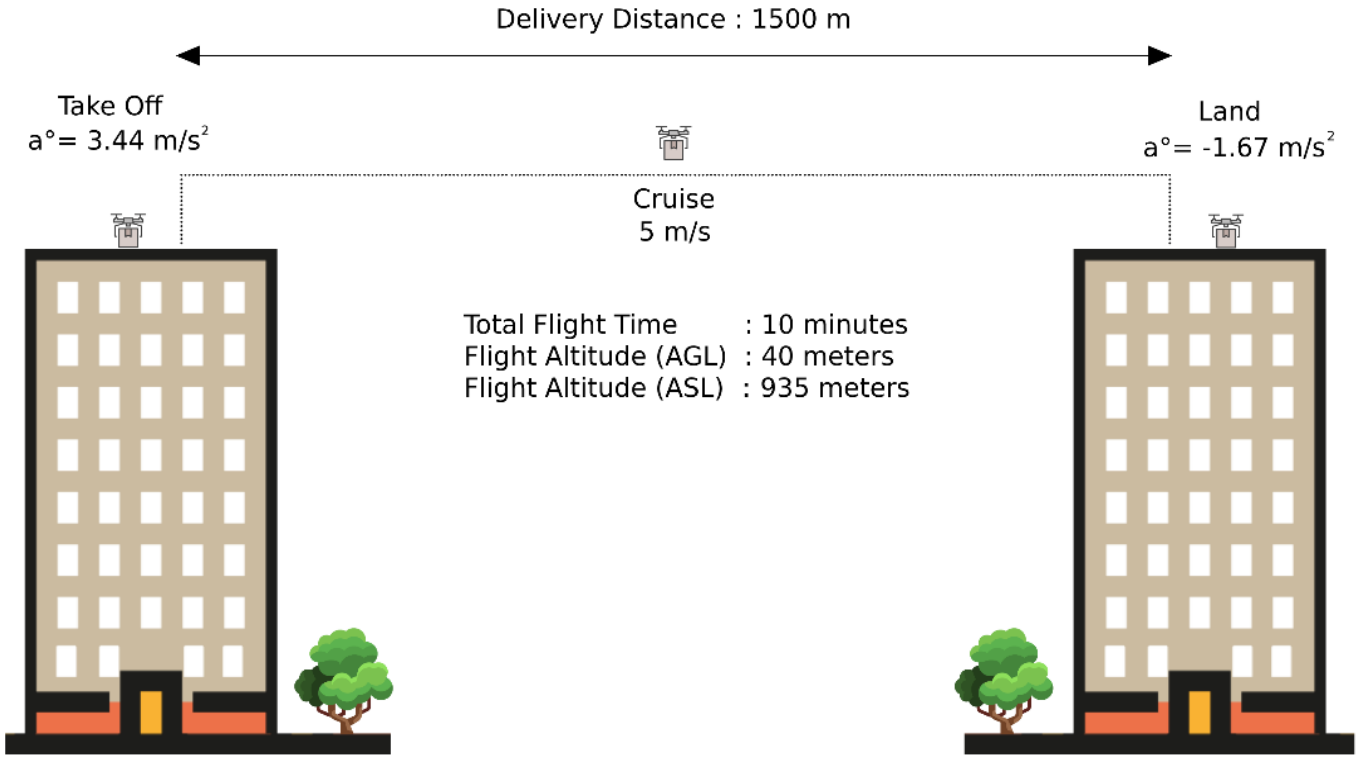 Delivery Distance : 1500 m
Take Off
a°= 3.44 m/s²
Land
a°= -1.67 m/s²
Cruise
5 m/s
Total Flight Time : 10 minutes
Flight Altitude (AGL) : 40 meters
Flight Altitude (ASL) : 935 meters